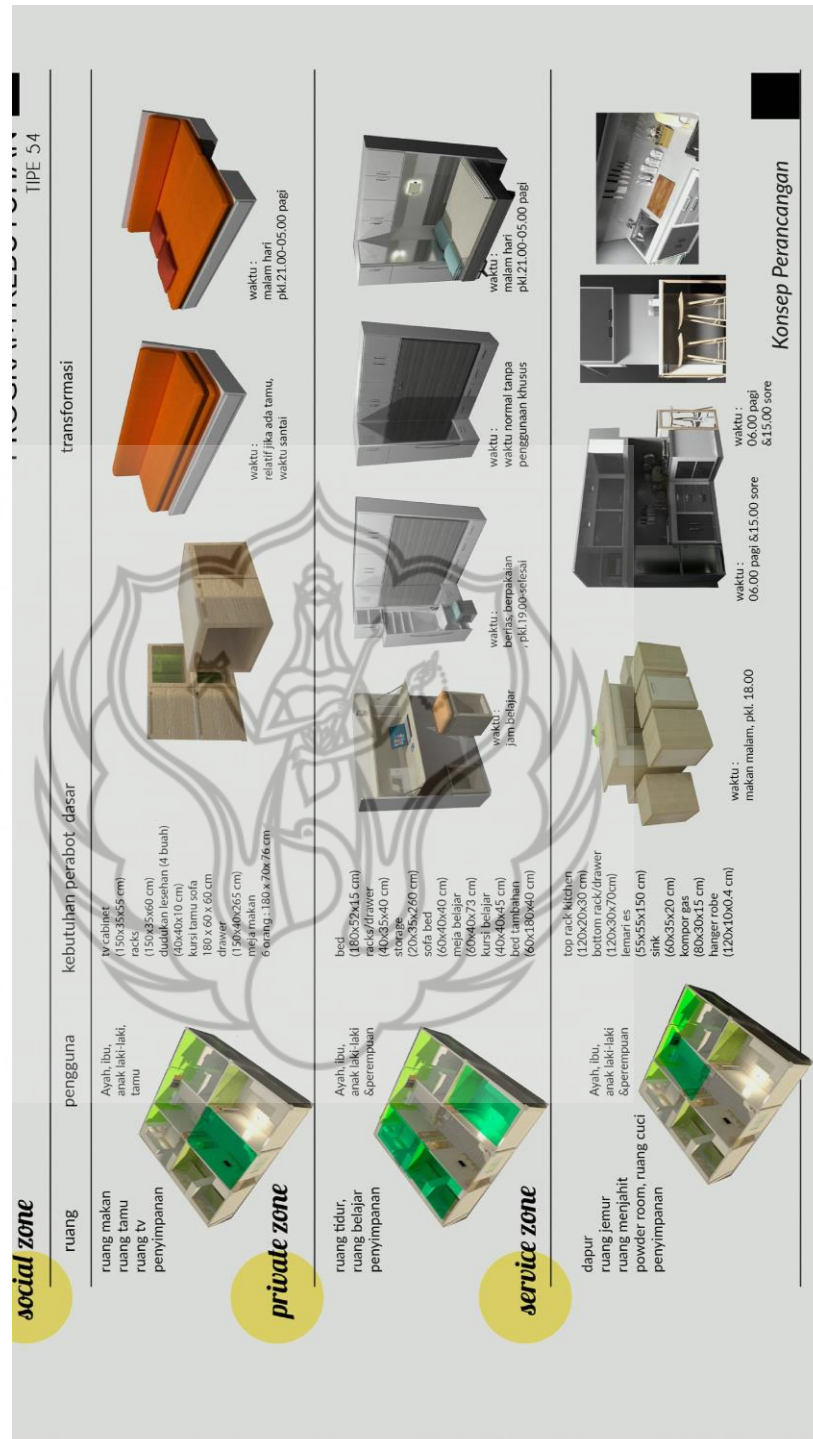 TIPE 54
social zone
ruang
pengguna
kebutuhan perabot dasar
transformasi
ruang makan
ruang tamu
ruang tv
penyimpanan
Ayah, ibu,
anak laki-laki,
tamu
tv cabinet
(150x35x55 cm)
racks
(150x35x60 cm)
dudukan lesehan (4 buah)
(40x40x10 cm)
kursi tamu sofa
180 x 60 x 60 cm
drawer
(150x40x265 cm)
meja makan
6 orang : 180 x 70x 76 cm
waktu :
relatif jika ada tamu,
waktu santai
waktu :
malam hari
pkl.21.00-05.00 pagi
private zone
ruang tidur,
ruang belajar
penyimpanan
Ayah, ibu,
anak laki-laki
&perempuan
bed
(180x52x15 cm)
racks/drawer
(40x35x40 cm)
storage
(20x35x260 cm)
sofa bed
(60x40x40 cm)
meja belajar
(60x40x73 cm)
kursi belajar
(40x40x45 cm)
bed tambahan
(60x180x40 cm)
waktu :
jam belajar
waktu :
berias, berpakaian
, pkl.19.00-selesai
waktu :
waktu normal tanpa
penggunaan khusus
waktu :
malam hari
pkl.21.00-05.00 pagi
service zone
dapur
ruang jemur
ruang menjahit
powder room, ruang cuci
penyimpanan
Ayah, ibu,
anak laki-laki
&perempuan
top rack kitchen
(120x20x30 cm)
bottom rack/drawer
(120x30x70cm)
lemari es
(55x55x150 cm)
sink
(60x35x20 cm)
kompor gas
(80x30x15 cm)
hanger robe
(120x10x0.4 cm)
waktu :
makan malam, pkl. 18.00
waktu :
06.00 pagi &15.00 sore
waktu :
06.00 pagi
&15.00 sore
Konsep Perancangan